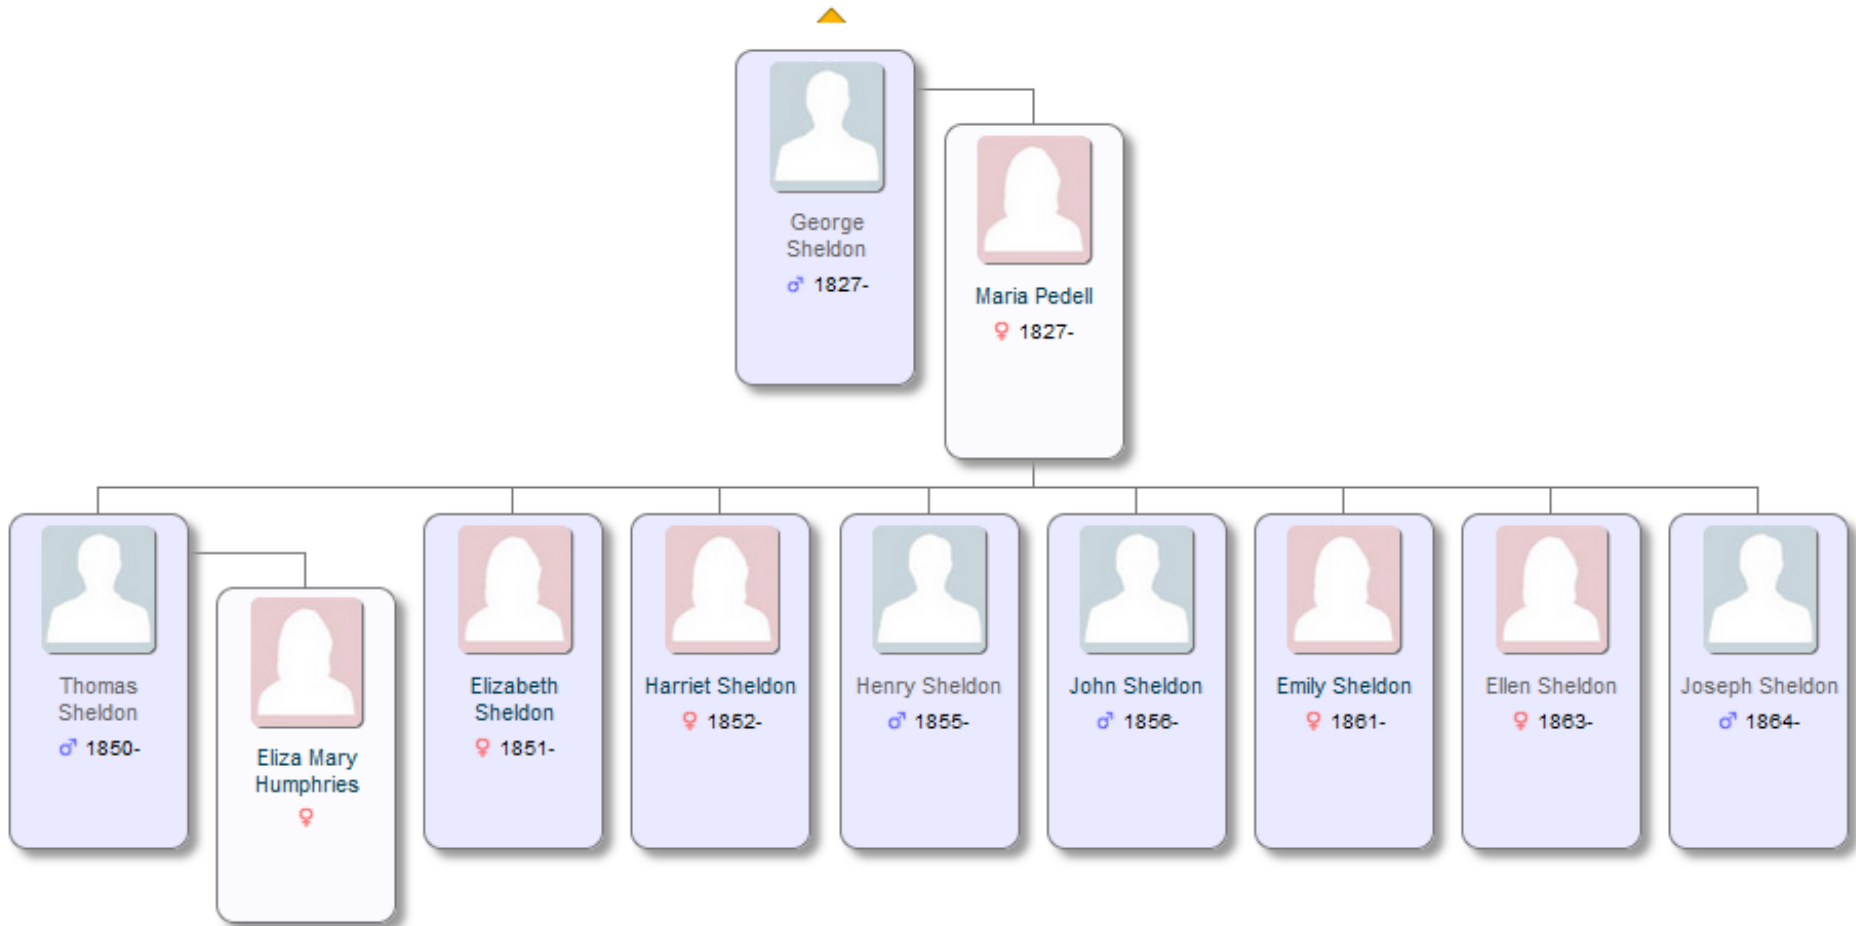 George
Sheldon
♂ 1827-
Maria Pedell
♀ 1827-
Thomas
Sheldon
♂ 1850-
Eliza Mary
Humphries
♀
Elizabeth
Sheldon
♀ 1851-
Harriet Sheldon
♀ 1852-
Henry Sheldon
♂ 1855-
John Sheldon
♂ 1856-
Emily Sheldon
♀ 1861-
Ellen Sheldon
♀ 1863-
Joseph Sheldon
♂ 1864-